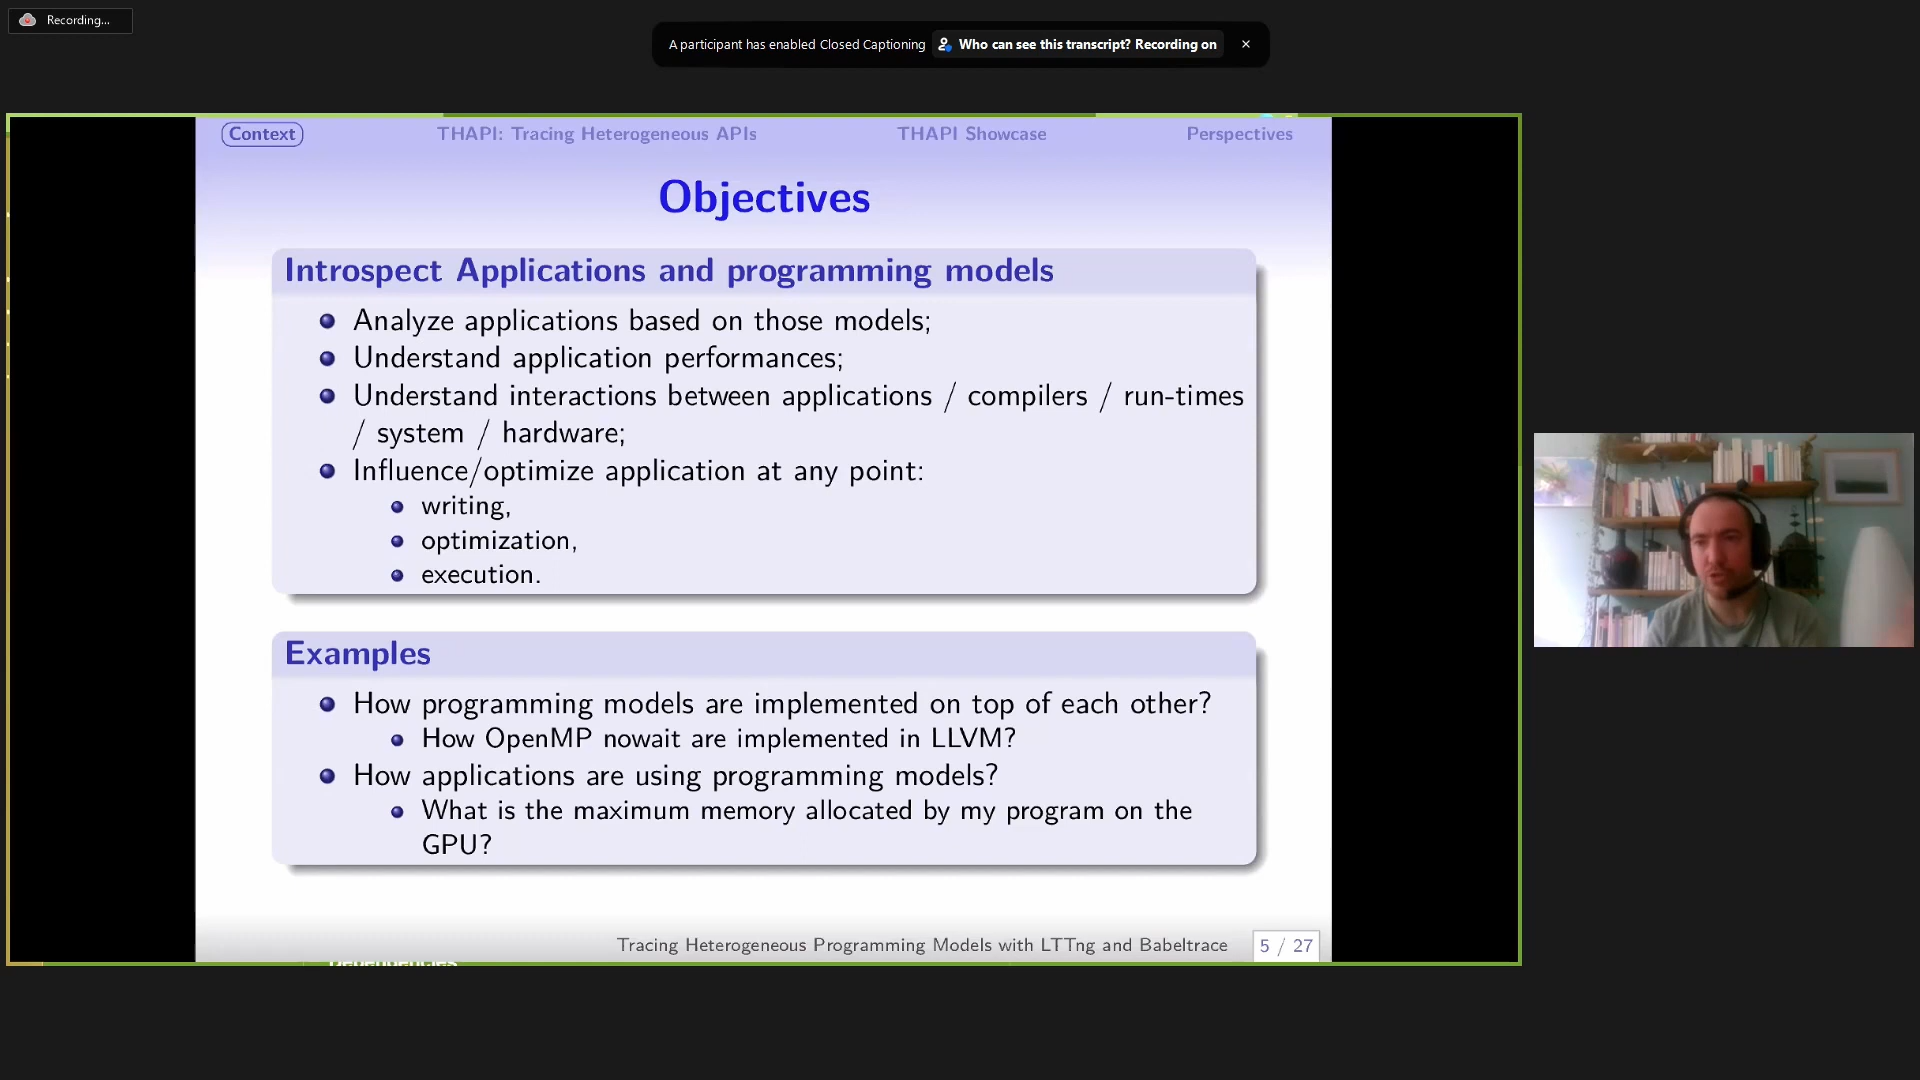 Recording...
A participant has enabled Closed Captioning Who can see this transcript? Recording on ×
Context THAPI: Tracing Heterogeneous APIs THAPI Showcase Perspectives
Objectives
Introspect Applications and programming models
Analyze applications based on those models;
Understand application performances;
Understand interactions between applications / compilers / run-times
/ system / hardware;
Influence/optimize application at any point:
writing,
optimization,
execution.
Examples
How programming models are implemented on top of each other?
How OpenMP nowait are implemented in LLVM?
How applications are using programming models?
What is the maximum memory allocated by my program on the
GPU?
Tracing Heterogeneous Programming Models with LTTng and Babeltrace 5 / 27
Dependencies